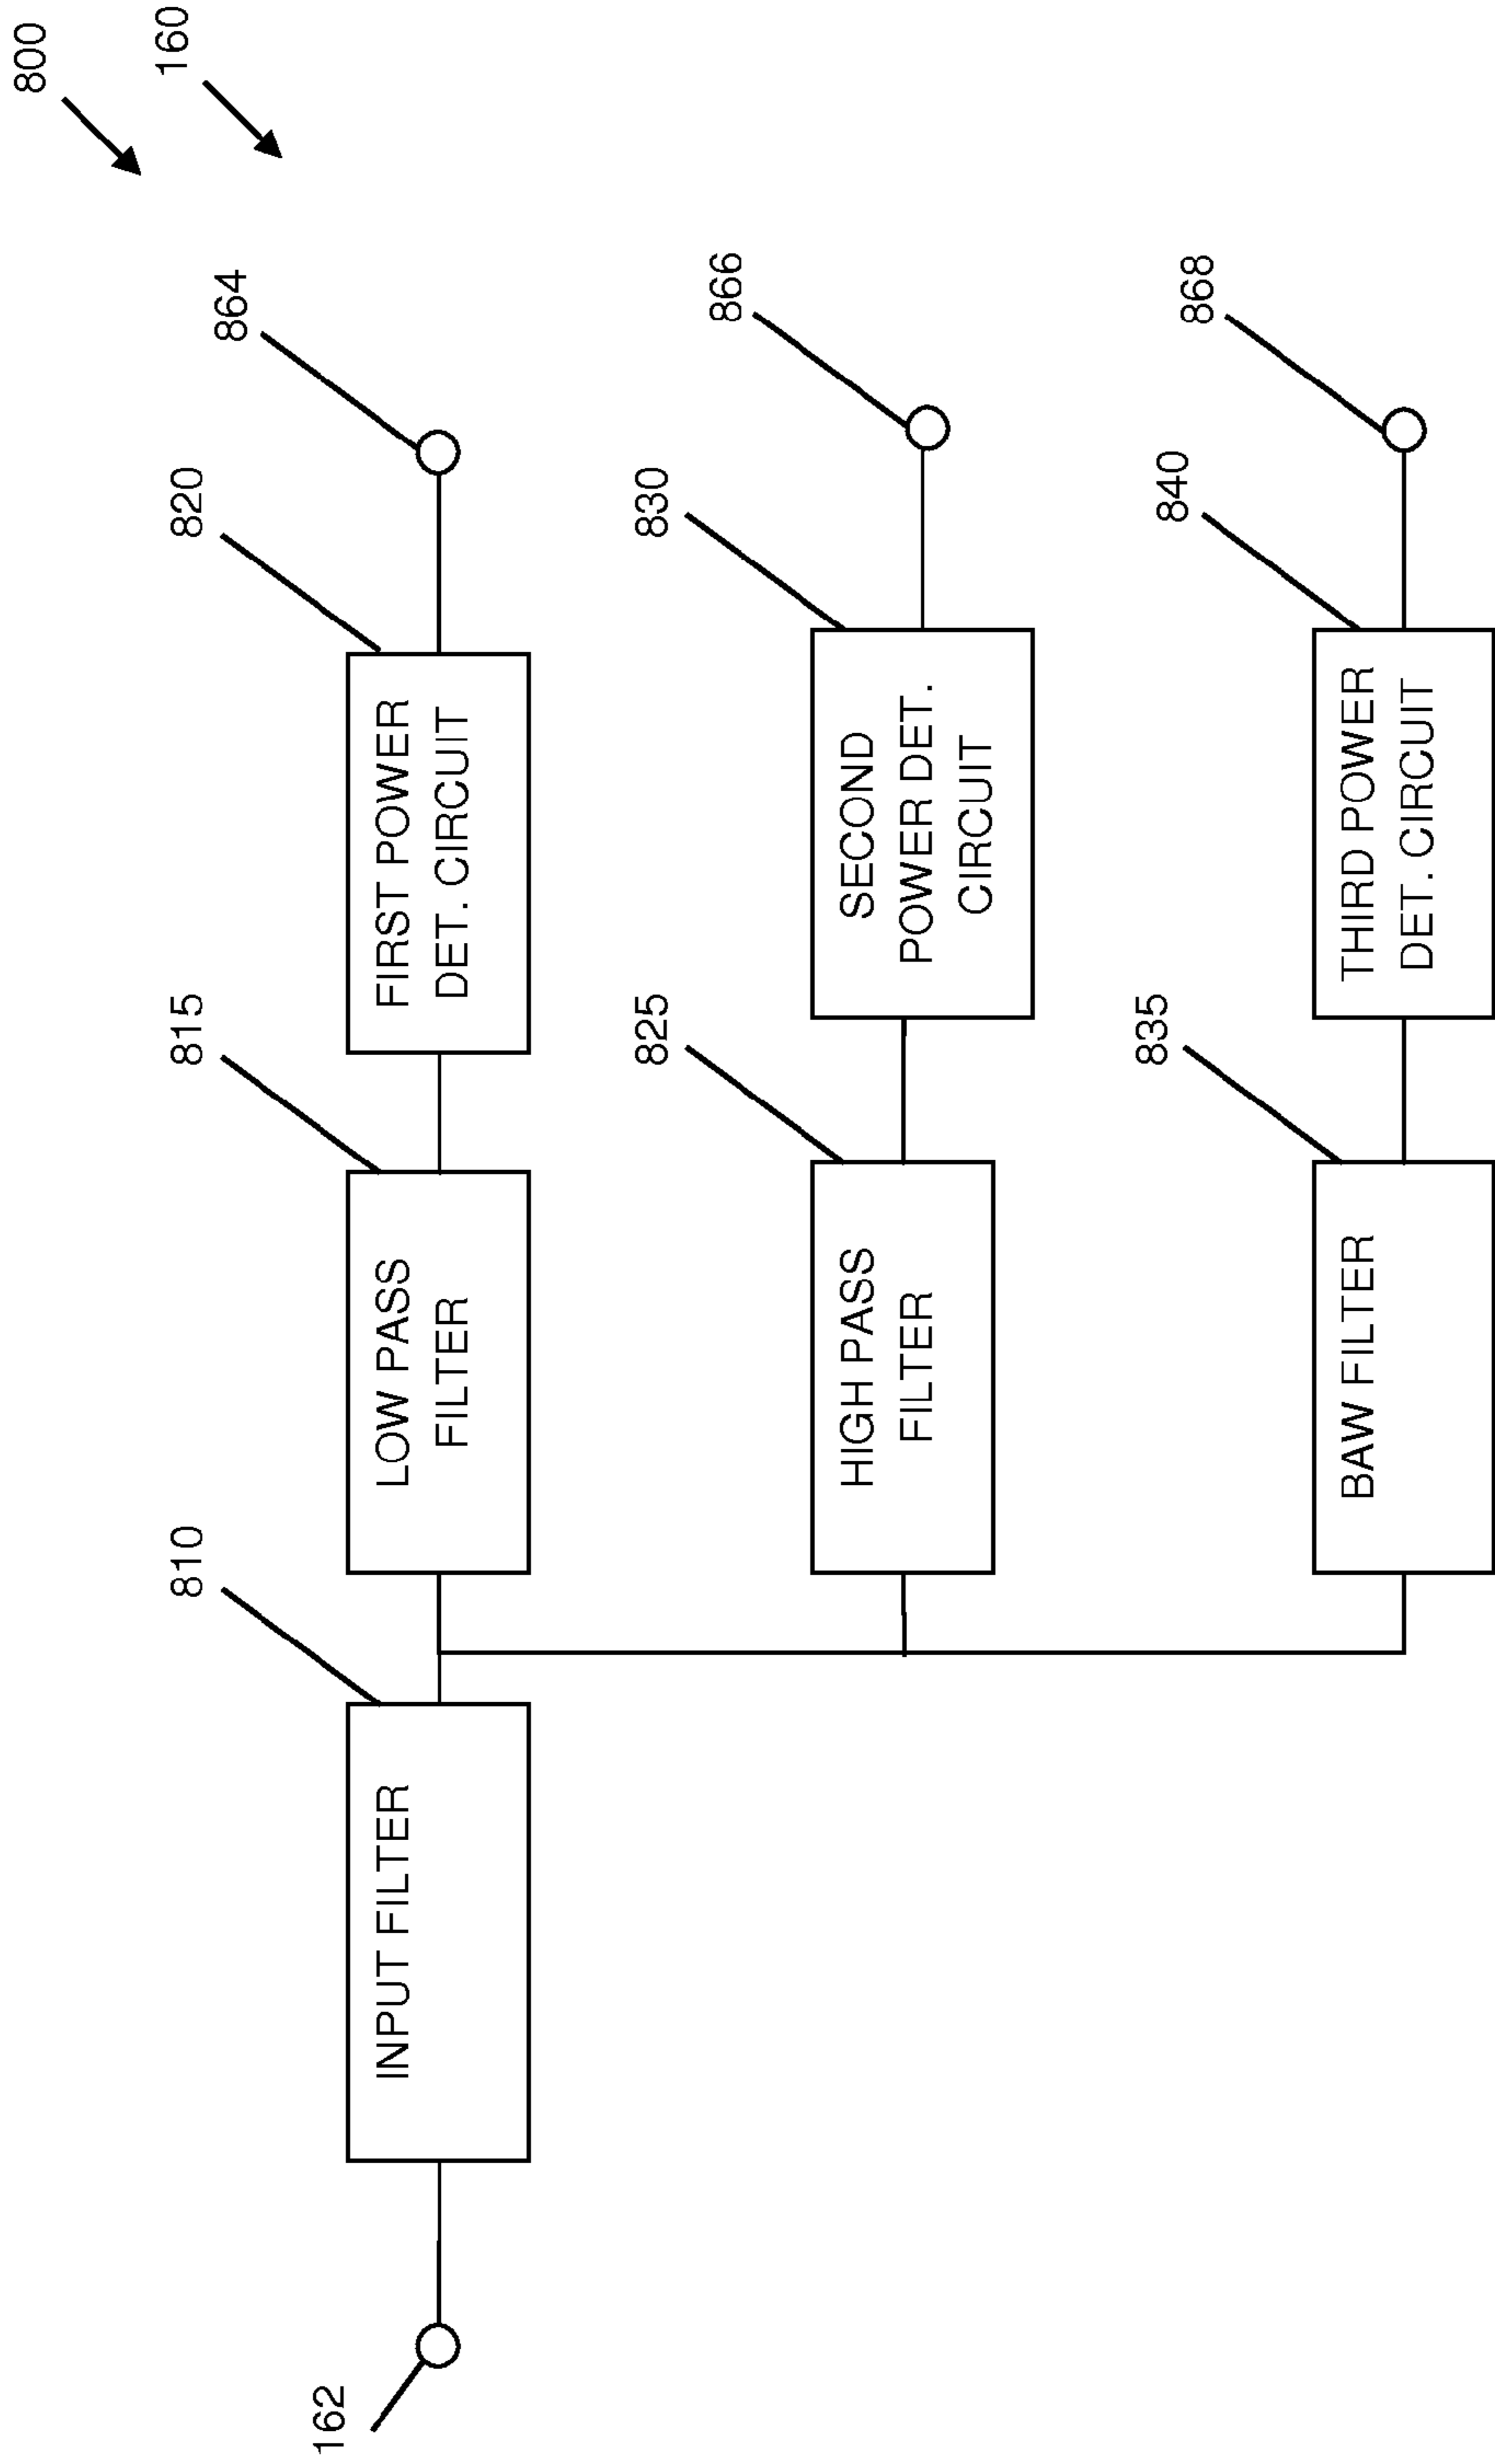 800
160
162
810
815
820
864
INPUT FILTER
LOW PASS
FILTER
FIRST POWER
DET. CIRCUIT
825
830
866
HIGH PASS
FILTER
SECOND
POWER DET.
CIRCUIT
835
840
868
BAW FILTER
THIRD POWER
DET. CIRCUIT